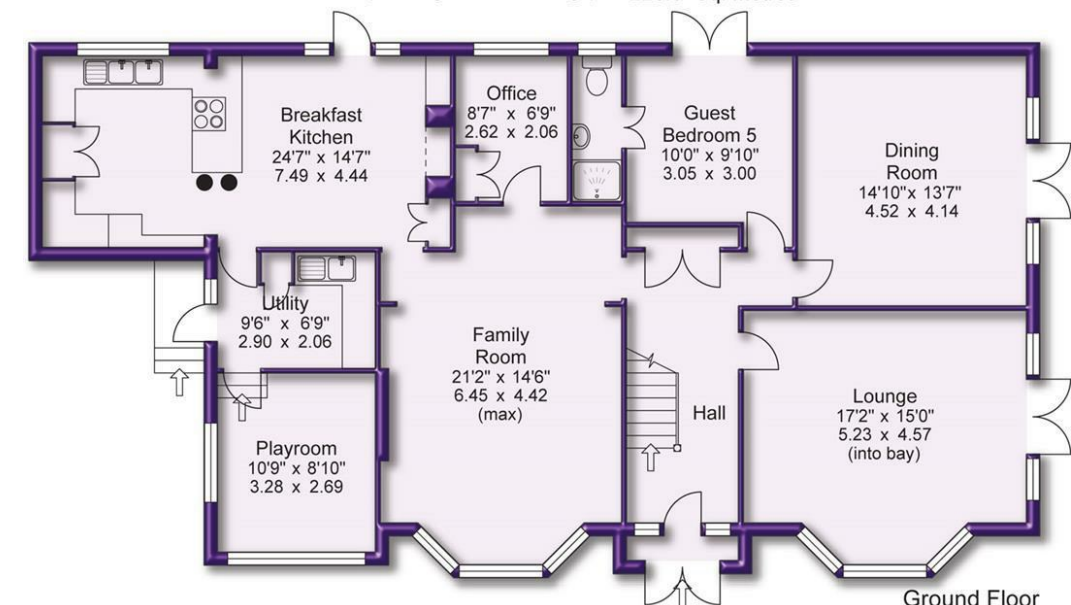 Breakfast
Kitchen
24'7" x 14'7"
7.49 x 4.44
Office
8'7" x 6'9"
2.62 x 2.06
Guest
Bedroom 5
10'0" x 9'10"
3.05 x 3.00
Dining
Room
14'10"x 13'7"
4.52 x 4.14
Utility
9'6" x 6'9"
2.90 x 2.06
Family
Room
21'2" x 14'6"
6.45 x 4.42
(max)
Hall
Lounge
17'2" x 15'0"
5.23 x 4.57
(into bay)
Playroom
10'9" x 8'10"
3.28 x 2.69
Ground Floor